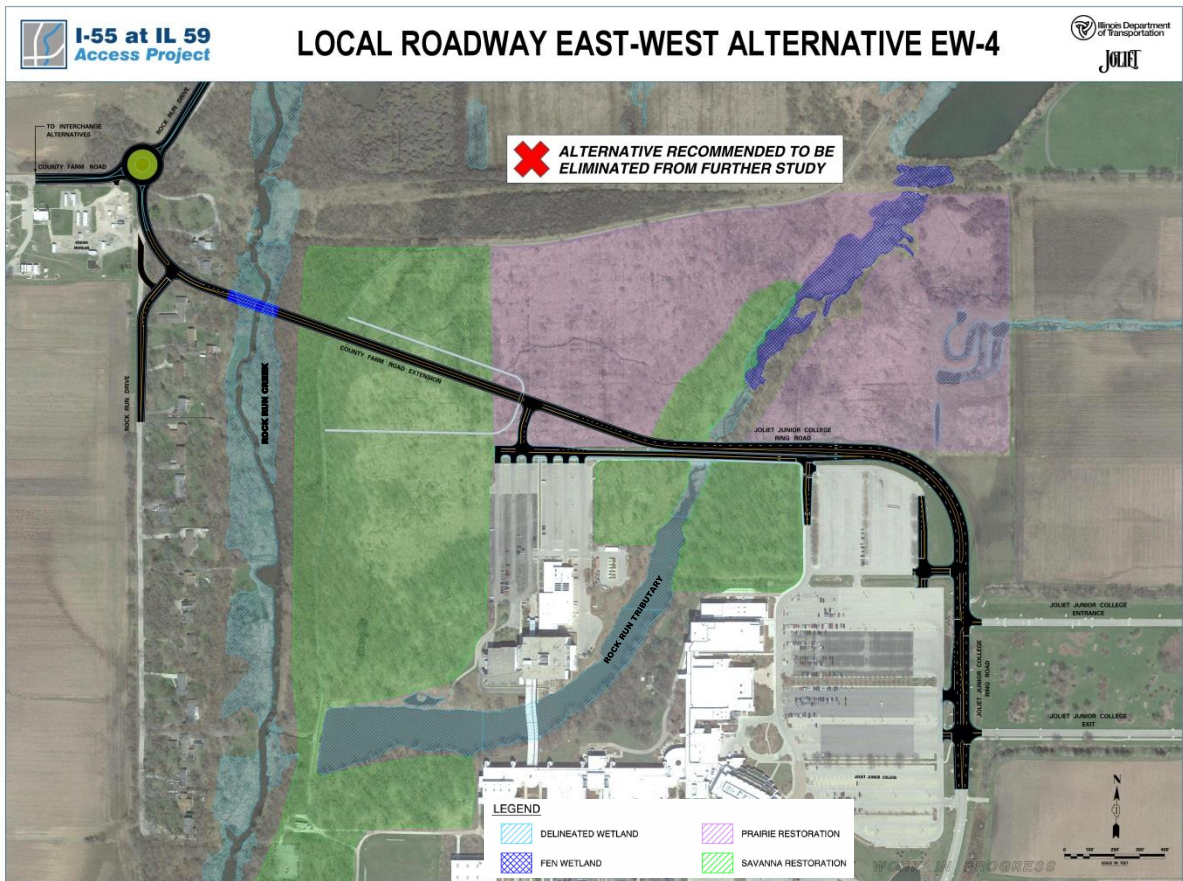 I-55 at IL 59
Access Project
LOCAL ROADWAY EAST-WEST ALTERNATIVE EW-4
Illinois Department
of Transportation
JOLIET
TO INTERCHANGE
ALTERNATIVES
ROCK RUN DRIVE
COUNTY FARM ROAD
ALTERNATIVE RECOMMENDED TO BE
ELIMINATED FROM FURTHER STUDY
ROCK RUN DRIVE
ROCK RUN CREEK
COUNTY FARM ROAD EXTENSION
JOLIET JUNIOR COLLEGE
RING ROAD
ROCK RUN TRIBUTARY
JOLIET JUNIOR COLLEGE
ENTRANCE
JOLIET JUNIOR COLLEGE
RING ROAD
JOLIET JUNIOR COLLEGE
EXIT
JOLIET JUNIOR COLLEGE
N
LEGEND
DELINEATED WETLAND
PRAIRIE RESTORATION
FEN WETLAND
SAVANNA RESTORATION
WORK IN PROGRESS
SCALE IN FEET